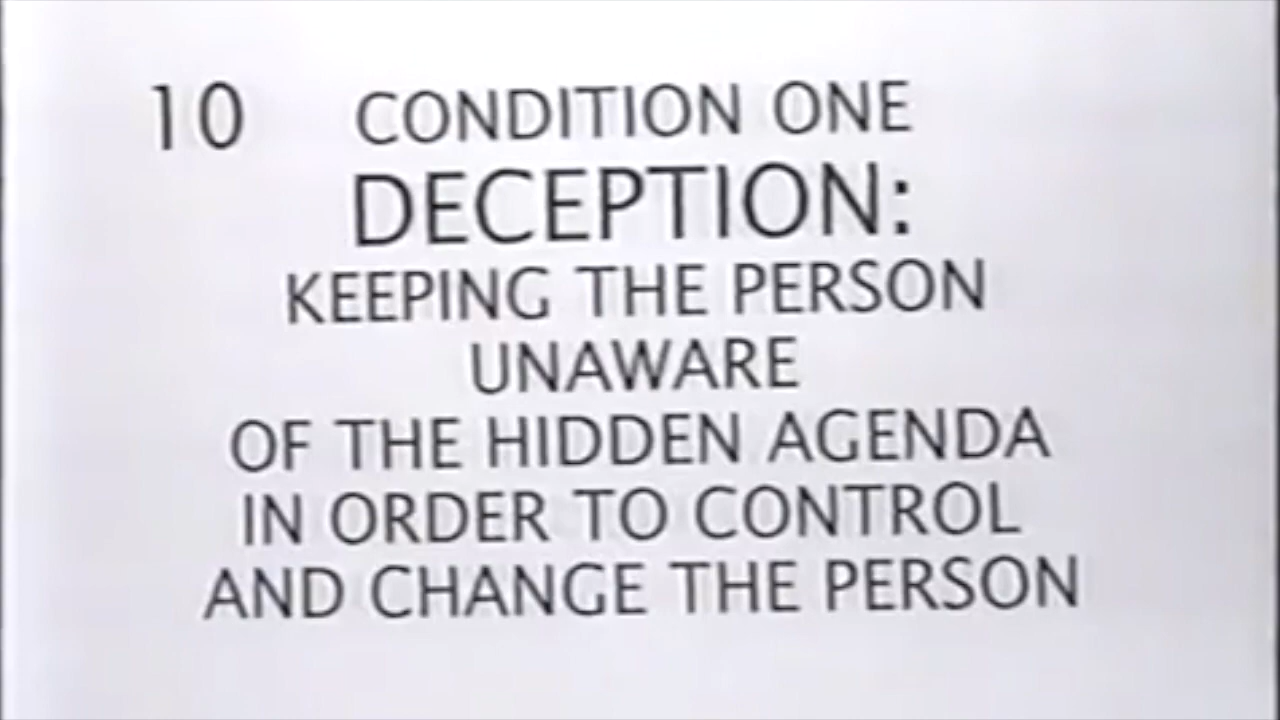 10 CONDITION ONE
DECEPTION:
KEEPING THE PERSON
UNAWARE
OF THE HIDDEN AGENDA
IN ORDER TO CONTROL
AND CHANGE THE PERSON